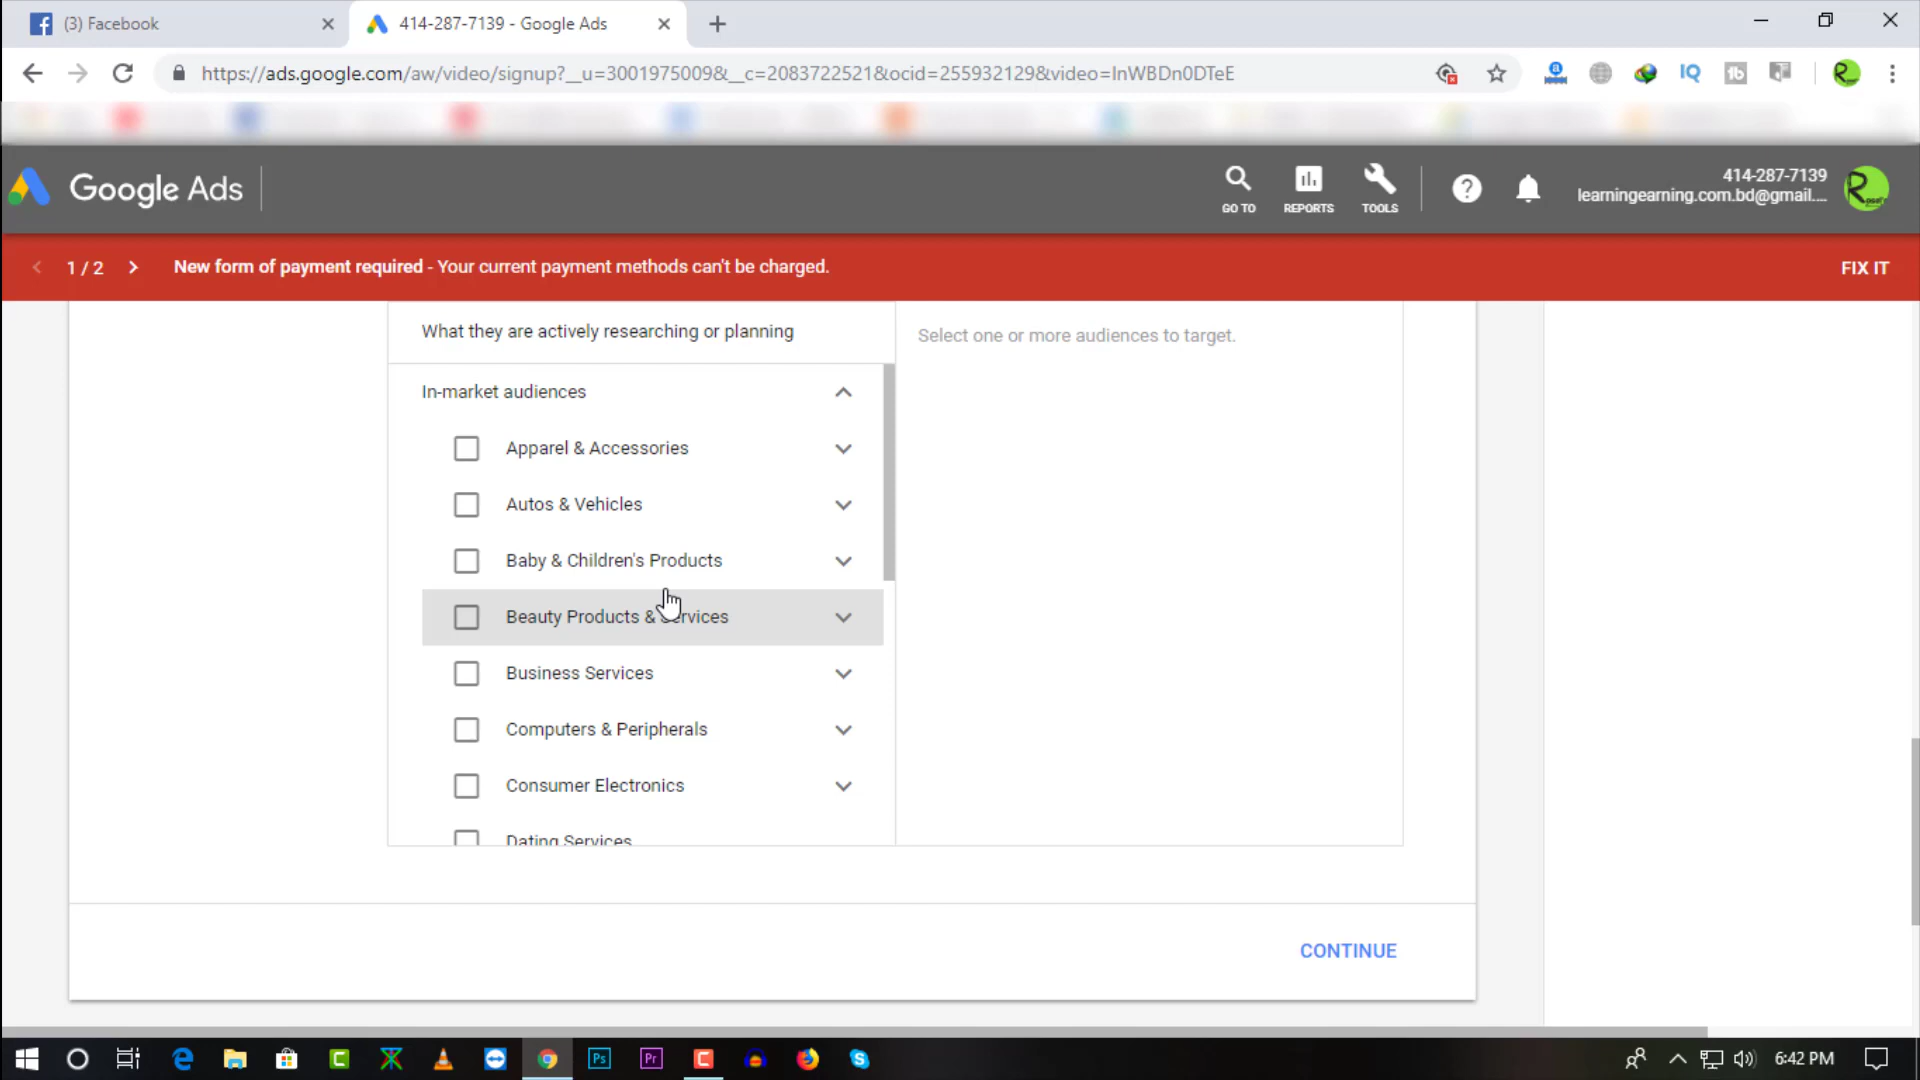 (3) Facebook
414-287-7139 - Google Ads
https://ads.google.com/aw/video/signup?__u=3001975009&__c=2083722521&ocid=255932129&video=InWBDn0DTeE
Google Ads
GO TO
REPORTS
TOOLS
414-287-7139
learningearning.com.bd@gmail....
1 / 2
New form of payment required - Your current payment methods can't be charged.
FIX IT
What they are actively researching or planning
Select one or more audiences to target.
In-market audiences
Apparel & Accessories
Autos & Vehicles
Baby & Children's Products
Beauty Products & Services
Business Services
Computers & Peripherals
Consumer Electronics
Dating Services
CONTINUE
6:42 PM